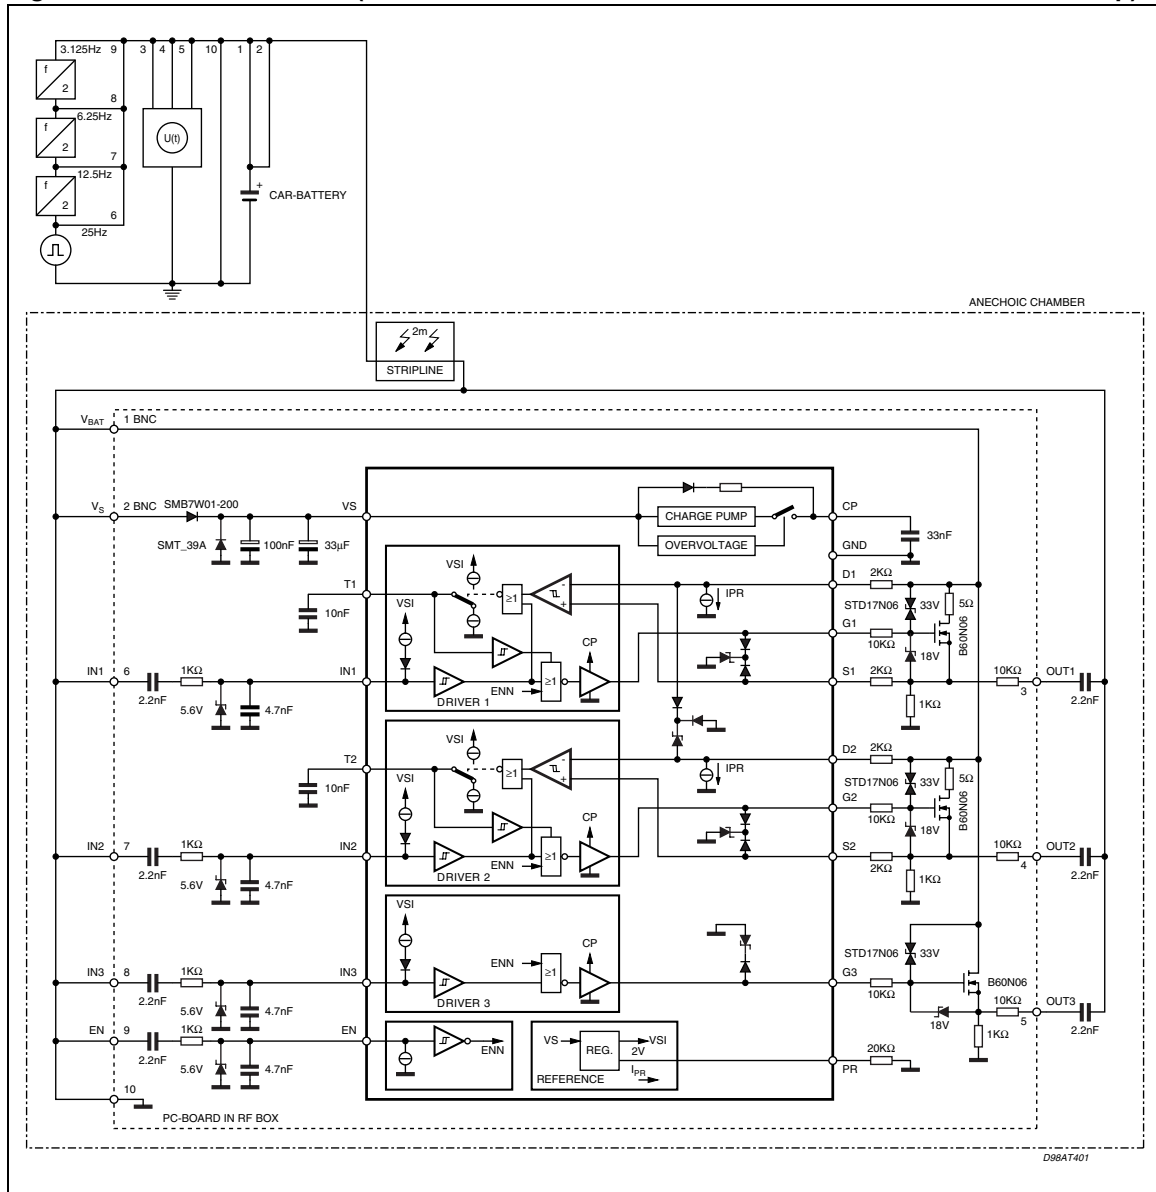 3.125Hz 9 3 4 5 10 1 2
f
2
8
6.25Hz
f
2
U(t)
7
12.5Hz
f
2
+
CAR-BATTERY
6
25Hz
ANECHOIC CHAMBER
2m
STRIPLINE
VBAT 1 BNC
VS 2 BNC SMB7W01-200 VS
CHARGE PUMP
CP
SMT_39A 100nF 33µF
OVERVOLTAGE
33nF
GND
VSI
T1
D1 2KΩ
10nF
VSI
≥1
-
+
IPR
STD17N06 33V 5Ω
CP
G1
10KΩ
18V
B60N06
IN1 6 1KΩ IN1
≥1
S1 2KΩ 10KΩ OUT1
2.2nF
5.6V 4.7nF
ENN
DRIVER 1
3
2.2nF
1KΩ
VSI
T2
D2 2KΩ
10nF
VSI
≥1
-
+
IPR
STD17N06 33V 5Ω
CP
G2
10KΩ
18V
B60N06
IN2 7 1KΩ IN2
≥1
S2 10KΩ OUT2
2.2nF
5.6V 4.7nF
ENN
DRIVER 2
2KΩ
4
2.2nF
1KΩ
VSI
CP
STD17N06 33V
ENN
IN3 8 1KΩ IN3
≥1
G3
B60N06
2.2nF
DRIVER 3
10KΩ
10KΩ OUT3
5.6V 4.7nF
18V
5
2.2nF
EN 9 1KΩ EN
1KΩ
2.2nF
ENN
VS
REG.
VSI
2V
5.6V 4.7nF
IPR
REFERENCE
20KΩ
PR
10
PC-BOARD IN RF BOX
D98AT401